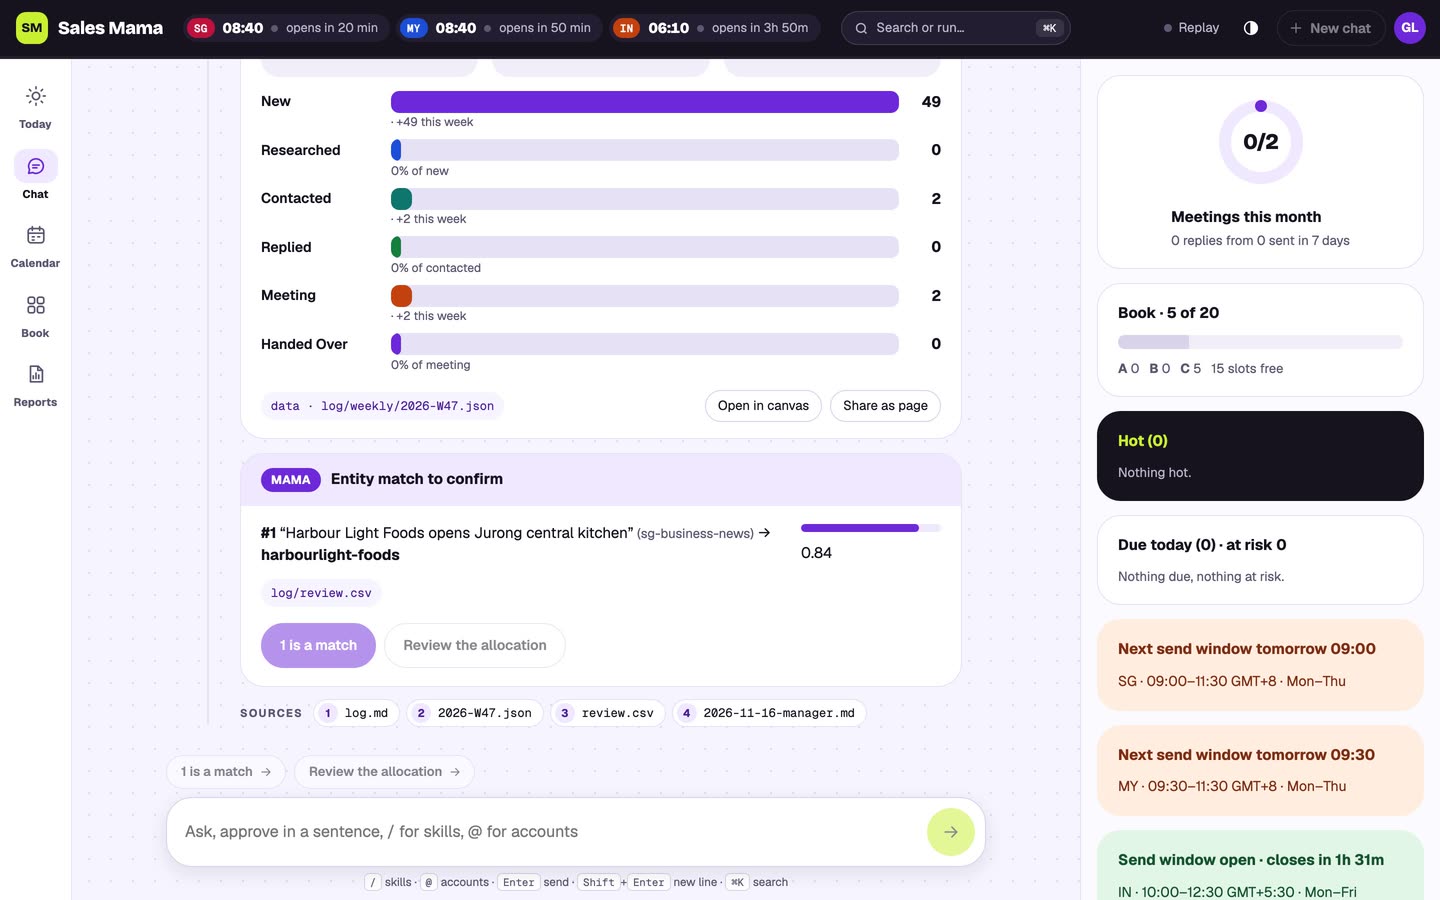 SM Sales Mama SG 08:40 opens in 20 min MY 08:40 opens in 50 min IN 06:10 opens in 3h 50m Search or run... ⌘K Replay + New chat GL
Today
Chat
Calendar
Book
Reports
New 49
· +49 this week
Researched 0
0% of new
Contacted 2
· +2 this week
Replied 0
0% of contacted
Meeting 2
· +2 this week
Handed Over 0
0% of meeting
data · log/weekly/2026-W47.json Open in canvas Share as page
MAMA Entity match to confirm
#1 “Harbour Light Foods opens Jurong central kitchen” (sg-business-news) →
harbourlight-foods
0.84
log/review.csv
1 is a match Review the allocation
SOURCES 1 log.md 2 2026-W47.json 3 review.csv 4 2026-11-16-manager.md
1 is a match → Review the allocation →
Ask, approve in a sentence, / for skills, @ for accounts
/ skills · @ accounts · Enter send · Shift + Enter new line · ⌘K search
0/2
Meetings this month
0 replies from 0 sent in 7 days
Book · 5 of 20
A 0 B 0 C 5 15 slots free
Hot (0)
Nothing hot.
Due today (0) · at risk 0
Nothing due, nothing at risk.
Next send window tomorrow 09:00
SG · 09:00–11:30 GMT+8 · Mon–Thu
Next send window tomorrow 09:30
MY · 09:30–11:30 GMT+8 · Mon–Thu
Send window open · closes in 1h 31m
IN · 10:00–12:30 GMT+5:30 · Mon–Fri